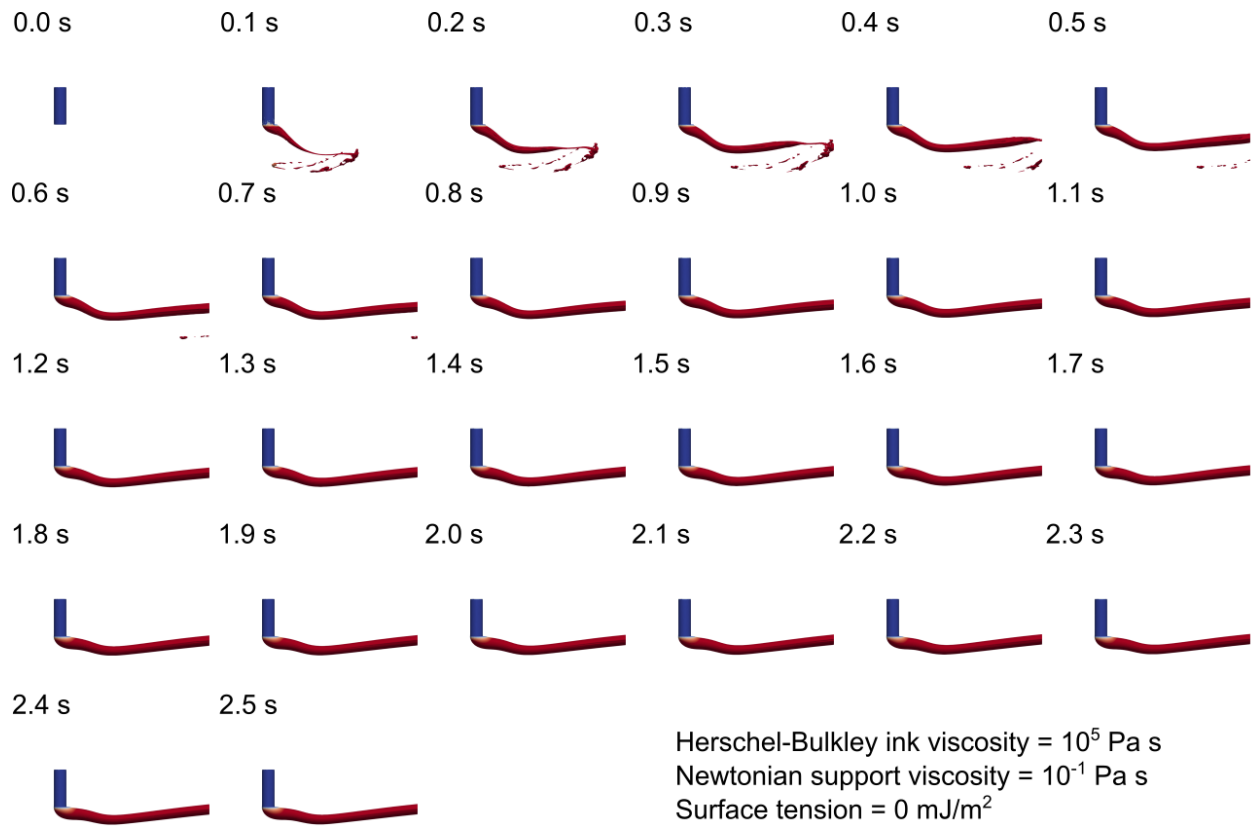 0.0 s 0.1 s 0.2 s 0.3 s 0.4 s 0.5 s
0.6 s 0.7 s 0.8 s 0.9 s 1.0 s 1.1 s
1.2 s 1.3 s 1.4 s 1.5 s 1.6 s 1.7 s
1.8 s 1.9 s 2.0 s 2.1 s 2.2 s 2.3 s
2.4 s 2.5 s
Herschel-Bulkley ink viscosity = 10⁵ Pa s
Newtonian support viscosity = 10⁻¹ Pa s
Surface tension = 0 mJ/m²